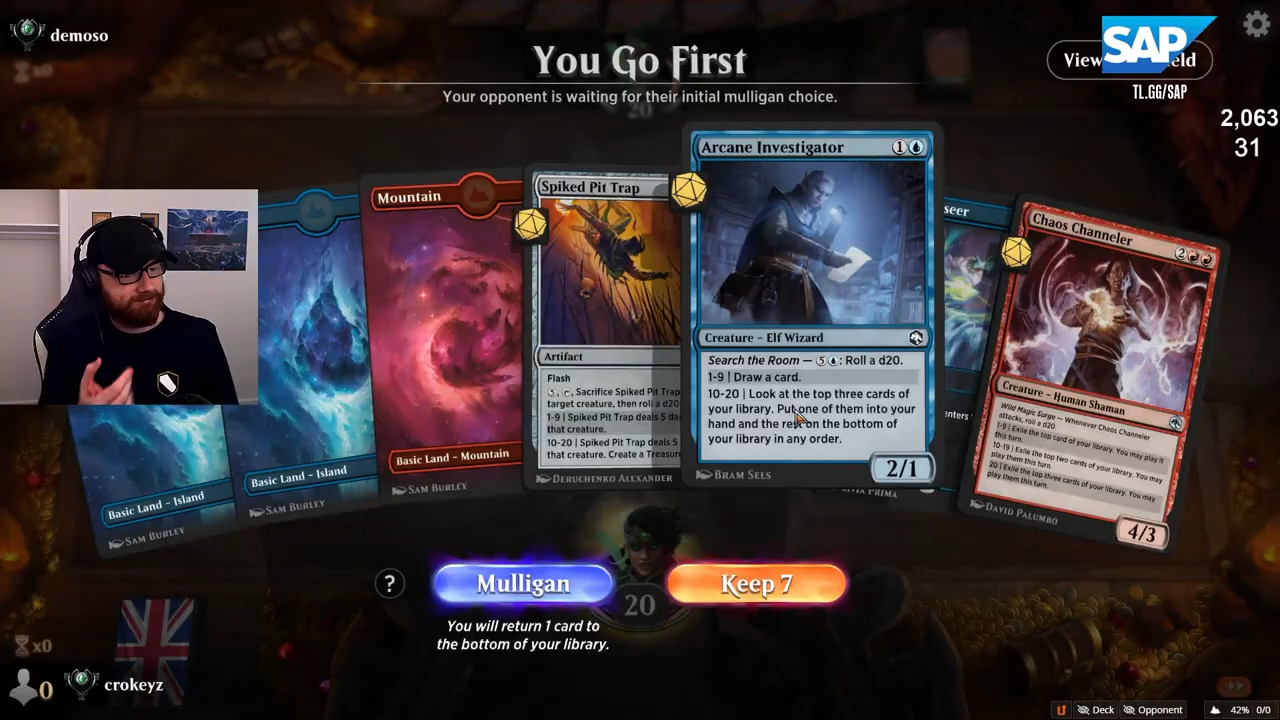 demoso
You Go First
Your opponent is waiting for their initial mulligan choice.
View
ld
SAP
TL.GG/SAP
2,063
31
x0
20
Basic Land – Island
Sam Burley
Basic Land – Island
Sam Burley
Mountain
Basic Land – Mountain
Sam Burley
Spiked Pit Trap
Artifact
Flash
, Sacrifice Spiked Pit Trap
target creature, then roll a d20
1-9 | Spiked Pit Trap deals 5
that creature.
10-20 | Spiked Pit Trap deals 5
that creature. Create a Treasure
Deruchenko Alexander
Arcane Investigator
1
Creature – Elf Wizard
Search the Room — 5 : Roll a d20.
1-9 | Draw a card.
10-20 | Look at the top three cards of
your library. Put one of them into your
hand and the rest on the bottom of
your library in any order.
2/1
Bram Sels
seer
Prima
Chaos Channeler
2
Creature – Human Shaman
Wild Magic Surge — Whenever Chaos Channeler
attacks, roll a d20.
1-9 | Exile the top card of your library. You may play it
this turn.
10-19 | Exile the top two cards of your library. You may
play them this turn.
20 | Exile the top three cards of your library. You may
play them this turn.
4/3
David Palumbo
?
Mulligan
Keep 7
You will return 1 card to
the bottom of your library.
20
x0
0
crokeyz
Deck
Opponent
42%
0/0